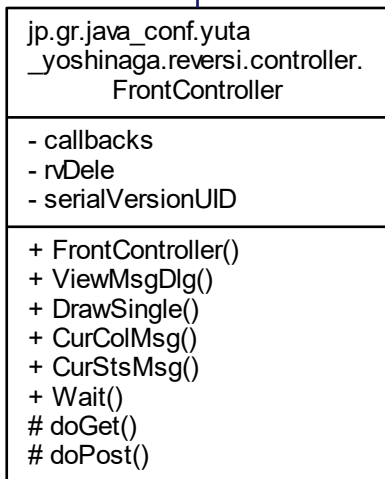 jp.gr.java_conf.yuta
_yoshinaga.reversi.controller.
FrontController
- callbacks
- rvDele
- serialVersionUID
+ FrontController()
+ ViewMsgDlg()
+ DrawSingle()
+ CurColMsg()
+ CurStsMsg()
+ Wait()
# doGet()
# doPost()